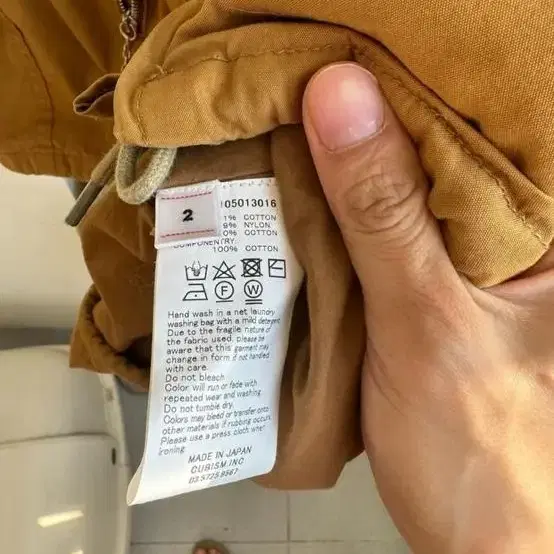 2
05013016
1% COTTON
9% NYLON
0% COTTON
COMPONENTRY:
100% COTTON
F
W
Hand wash in a net laundry
washing bag with a mild detergent
Due to the fragile nature of
the fabric used, please be
aware that this garment may
change in form if not handled
with care.
Do not bleach.
Color will run or fade with
repeated wear and washing.
Do not tumble dry.
Colors may bleed or transfer onto
other materials if rubbing occurs.
Please use a press cloth when
ironing.
MADE IN JAPAN
CUBISM.INC
03.5725.9567